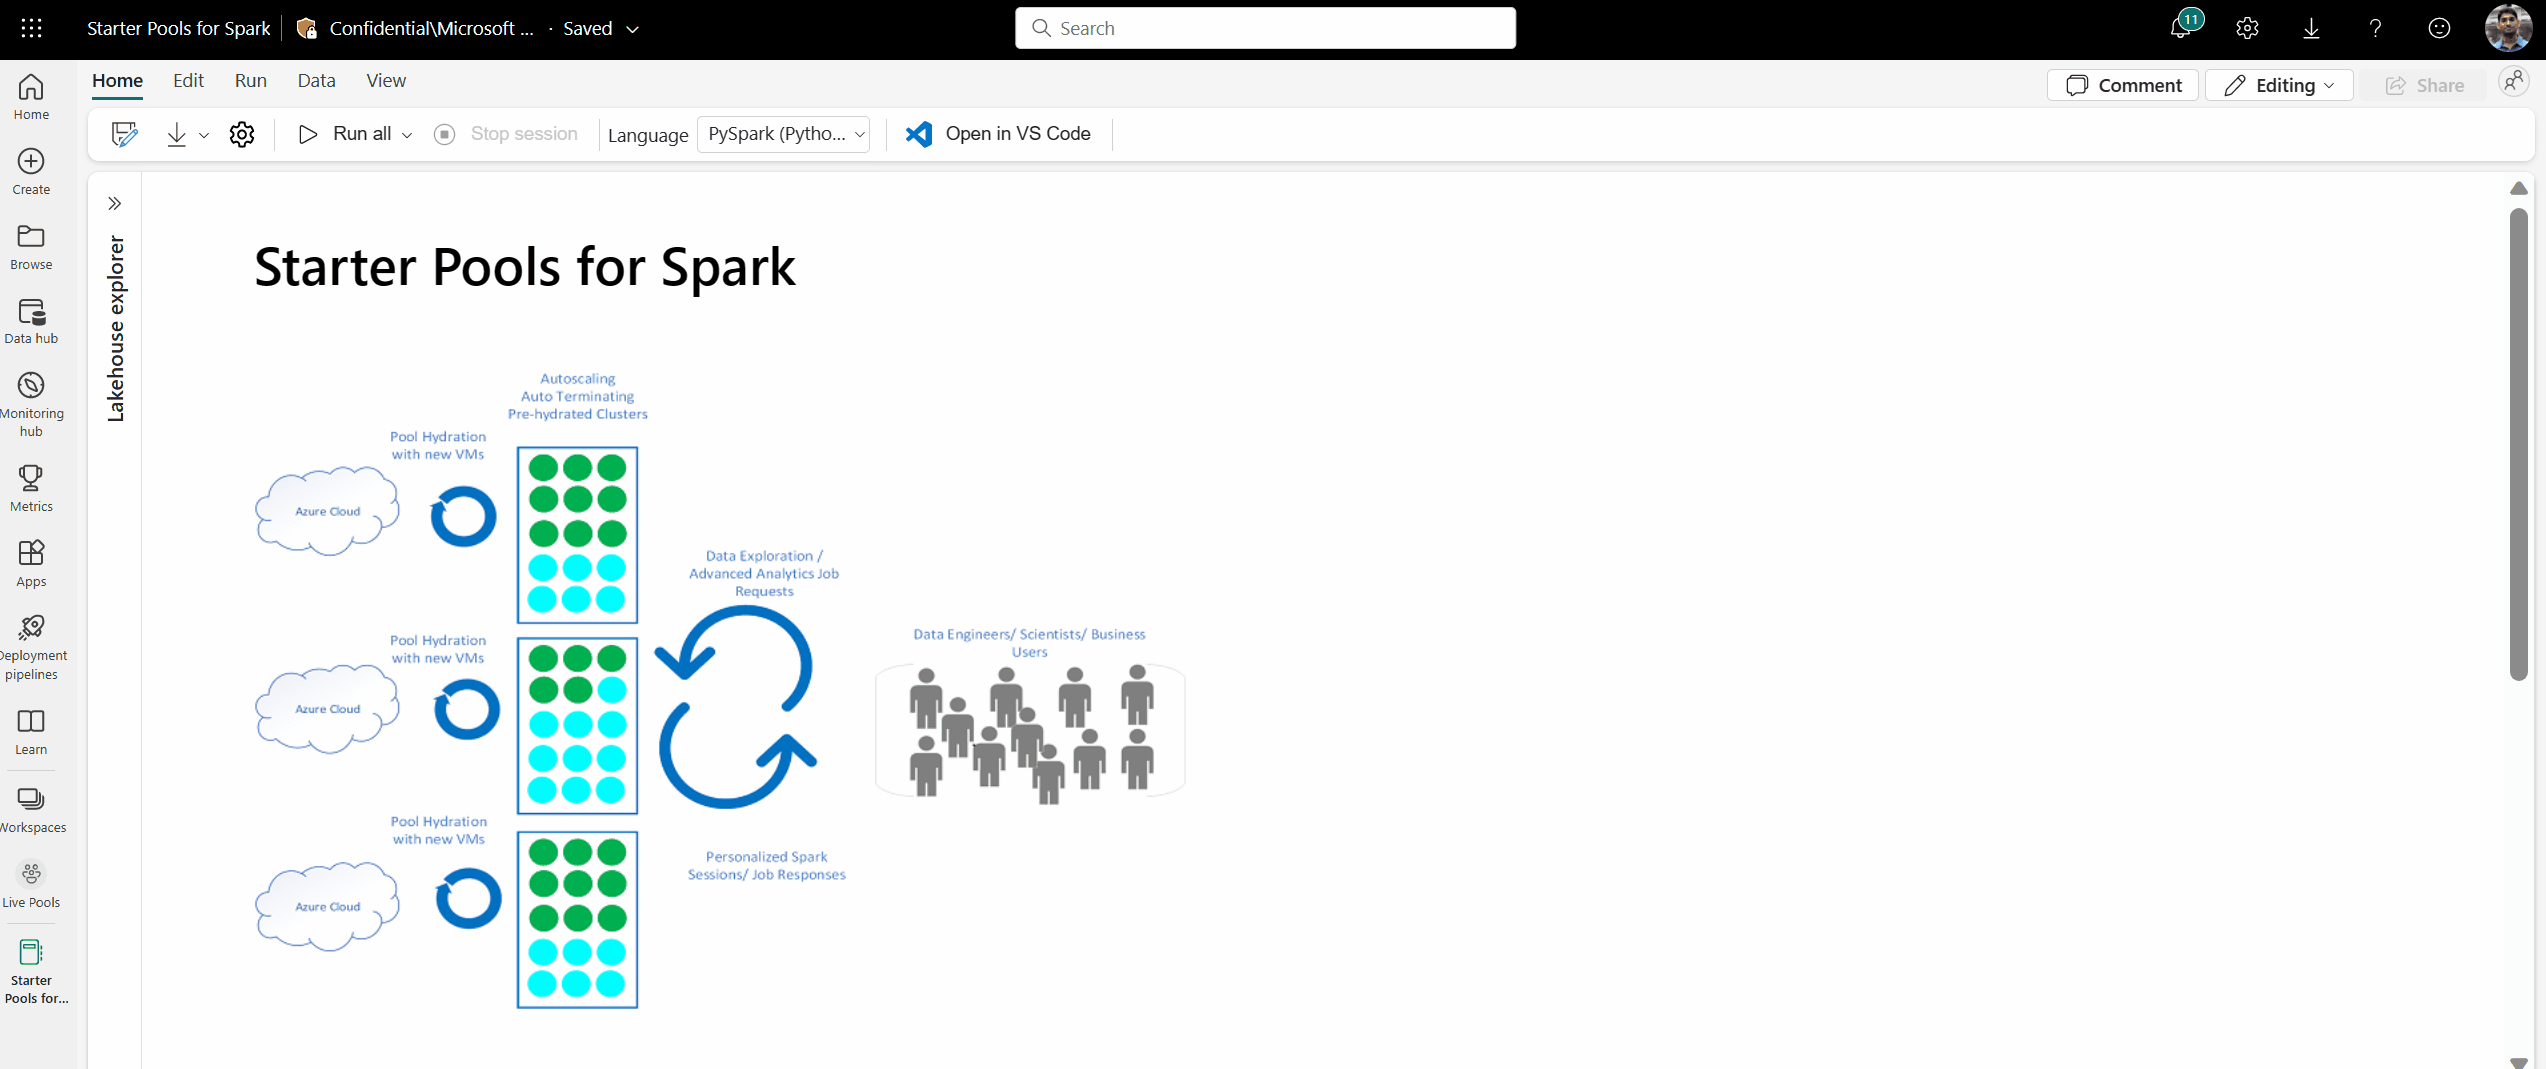 Starter Pools for Spark
Confidential\Microsoft ... · Saved
Search
11
Home Edit Run Data View
Comment
Editing
Share
Run all
Stop session
Language
PySpark (Pytho...
Open in VS Code
Home
Create
Browse
Data hub
Monitoring
hub
Metrics
Apps
Deployment
pipelines
Learn
Workspaces
Live Pools
Starter
Pools for...
Lakehouse explorer
Starter Pools for Spark
Autoscaling
Auto Terminating
Pre-hydrated Clusters
Pool Hydration
with new VMs
Azure Cloud
Data Exploration /
Advanced Analytics Job
Requests
Data Engineers/ Scientists/ Business
Users
Pool Hydration
with new VMs
Azure Cloud
Pool Hydration
with new VMs
Azure Cloud
Personalized Spark
Sessions/ Job Responses